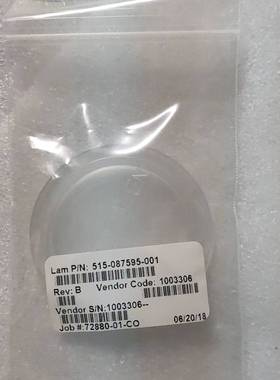 Lam P/N: 515-087595-001
Rev: B Vendor Code: 1003306
Vendor S/N:1003306--
Job #:72880-01-CO 06/20/18